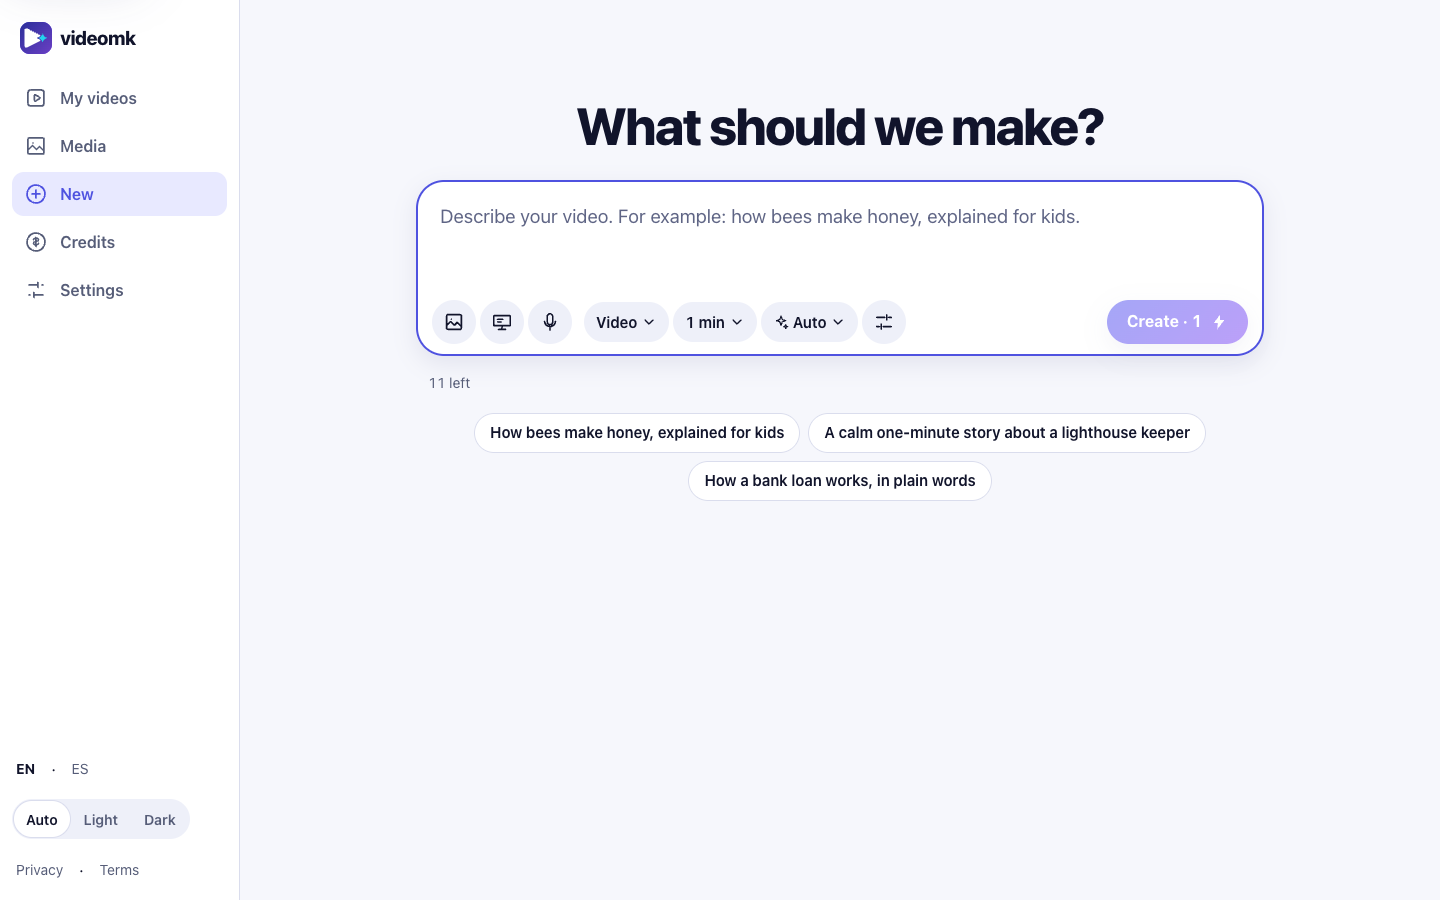 videomk
My videos
Media
New
Credits
Settings
EN · ES
Auto Light Dark
Privacy · Terms
What should we make?
Describe your video. For example: how bees make honey, explained for kids.
Video 1 min Auto Create · 1
11 left
How bees make honey, explained for kids
A calm one-minute story about a lighthouse keeper
How a bank loan works, in plain words